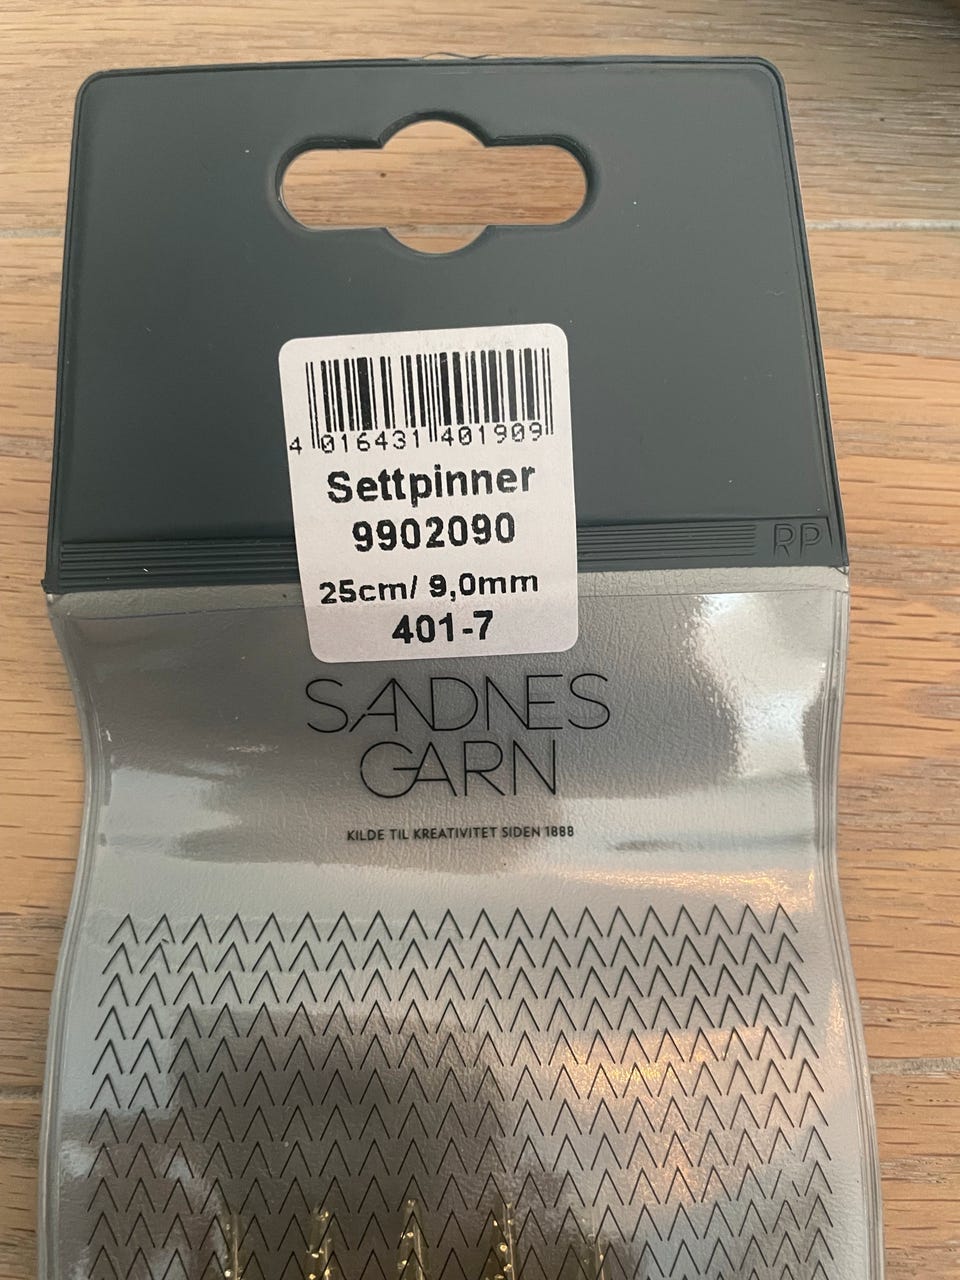 4 016431 401909
Settpinner
9902090
25cm/ 9,0mm
401-7
RP
SANDNES
GARN
KILDE TIL KREATIVITET SIDEN 1888